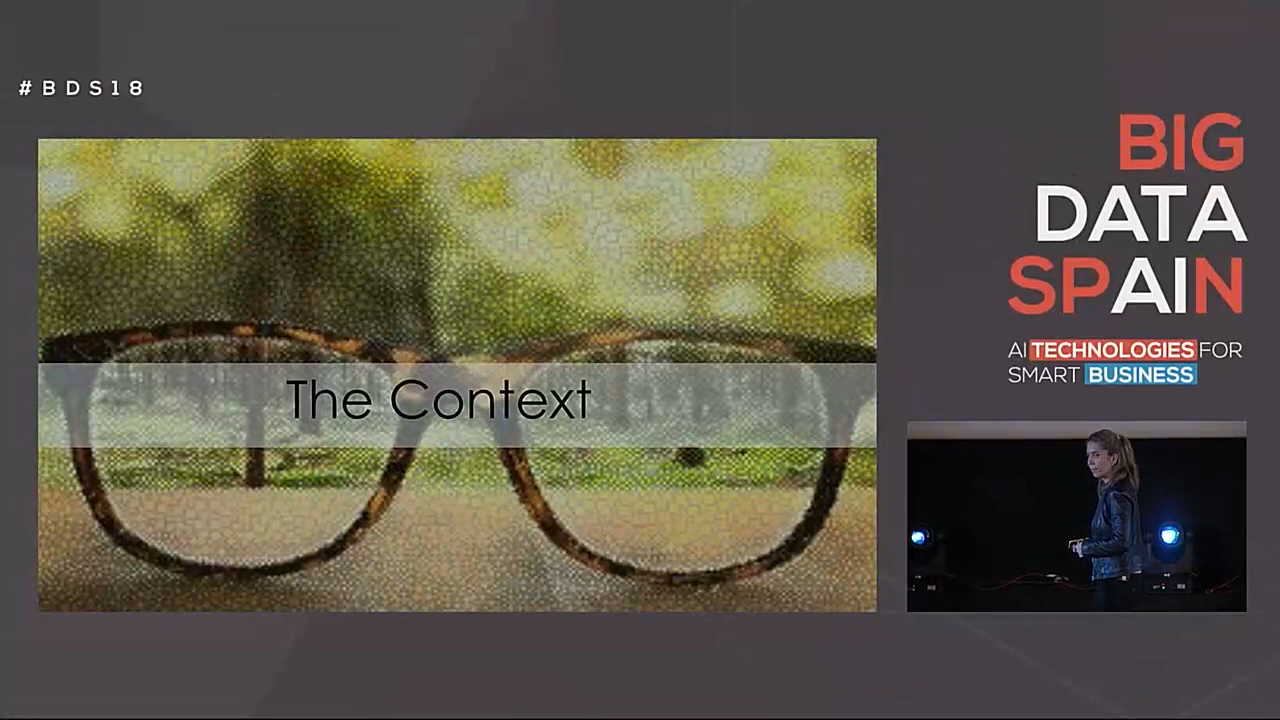 #BDS18
The Context
BIG
DATA
SPAIN
AI TECHNOLOGIES FOR
SMART BUSINESS